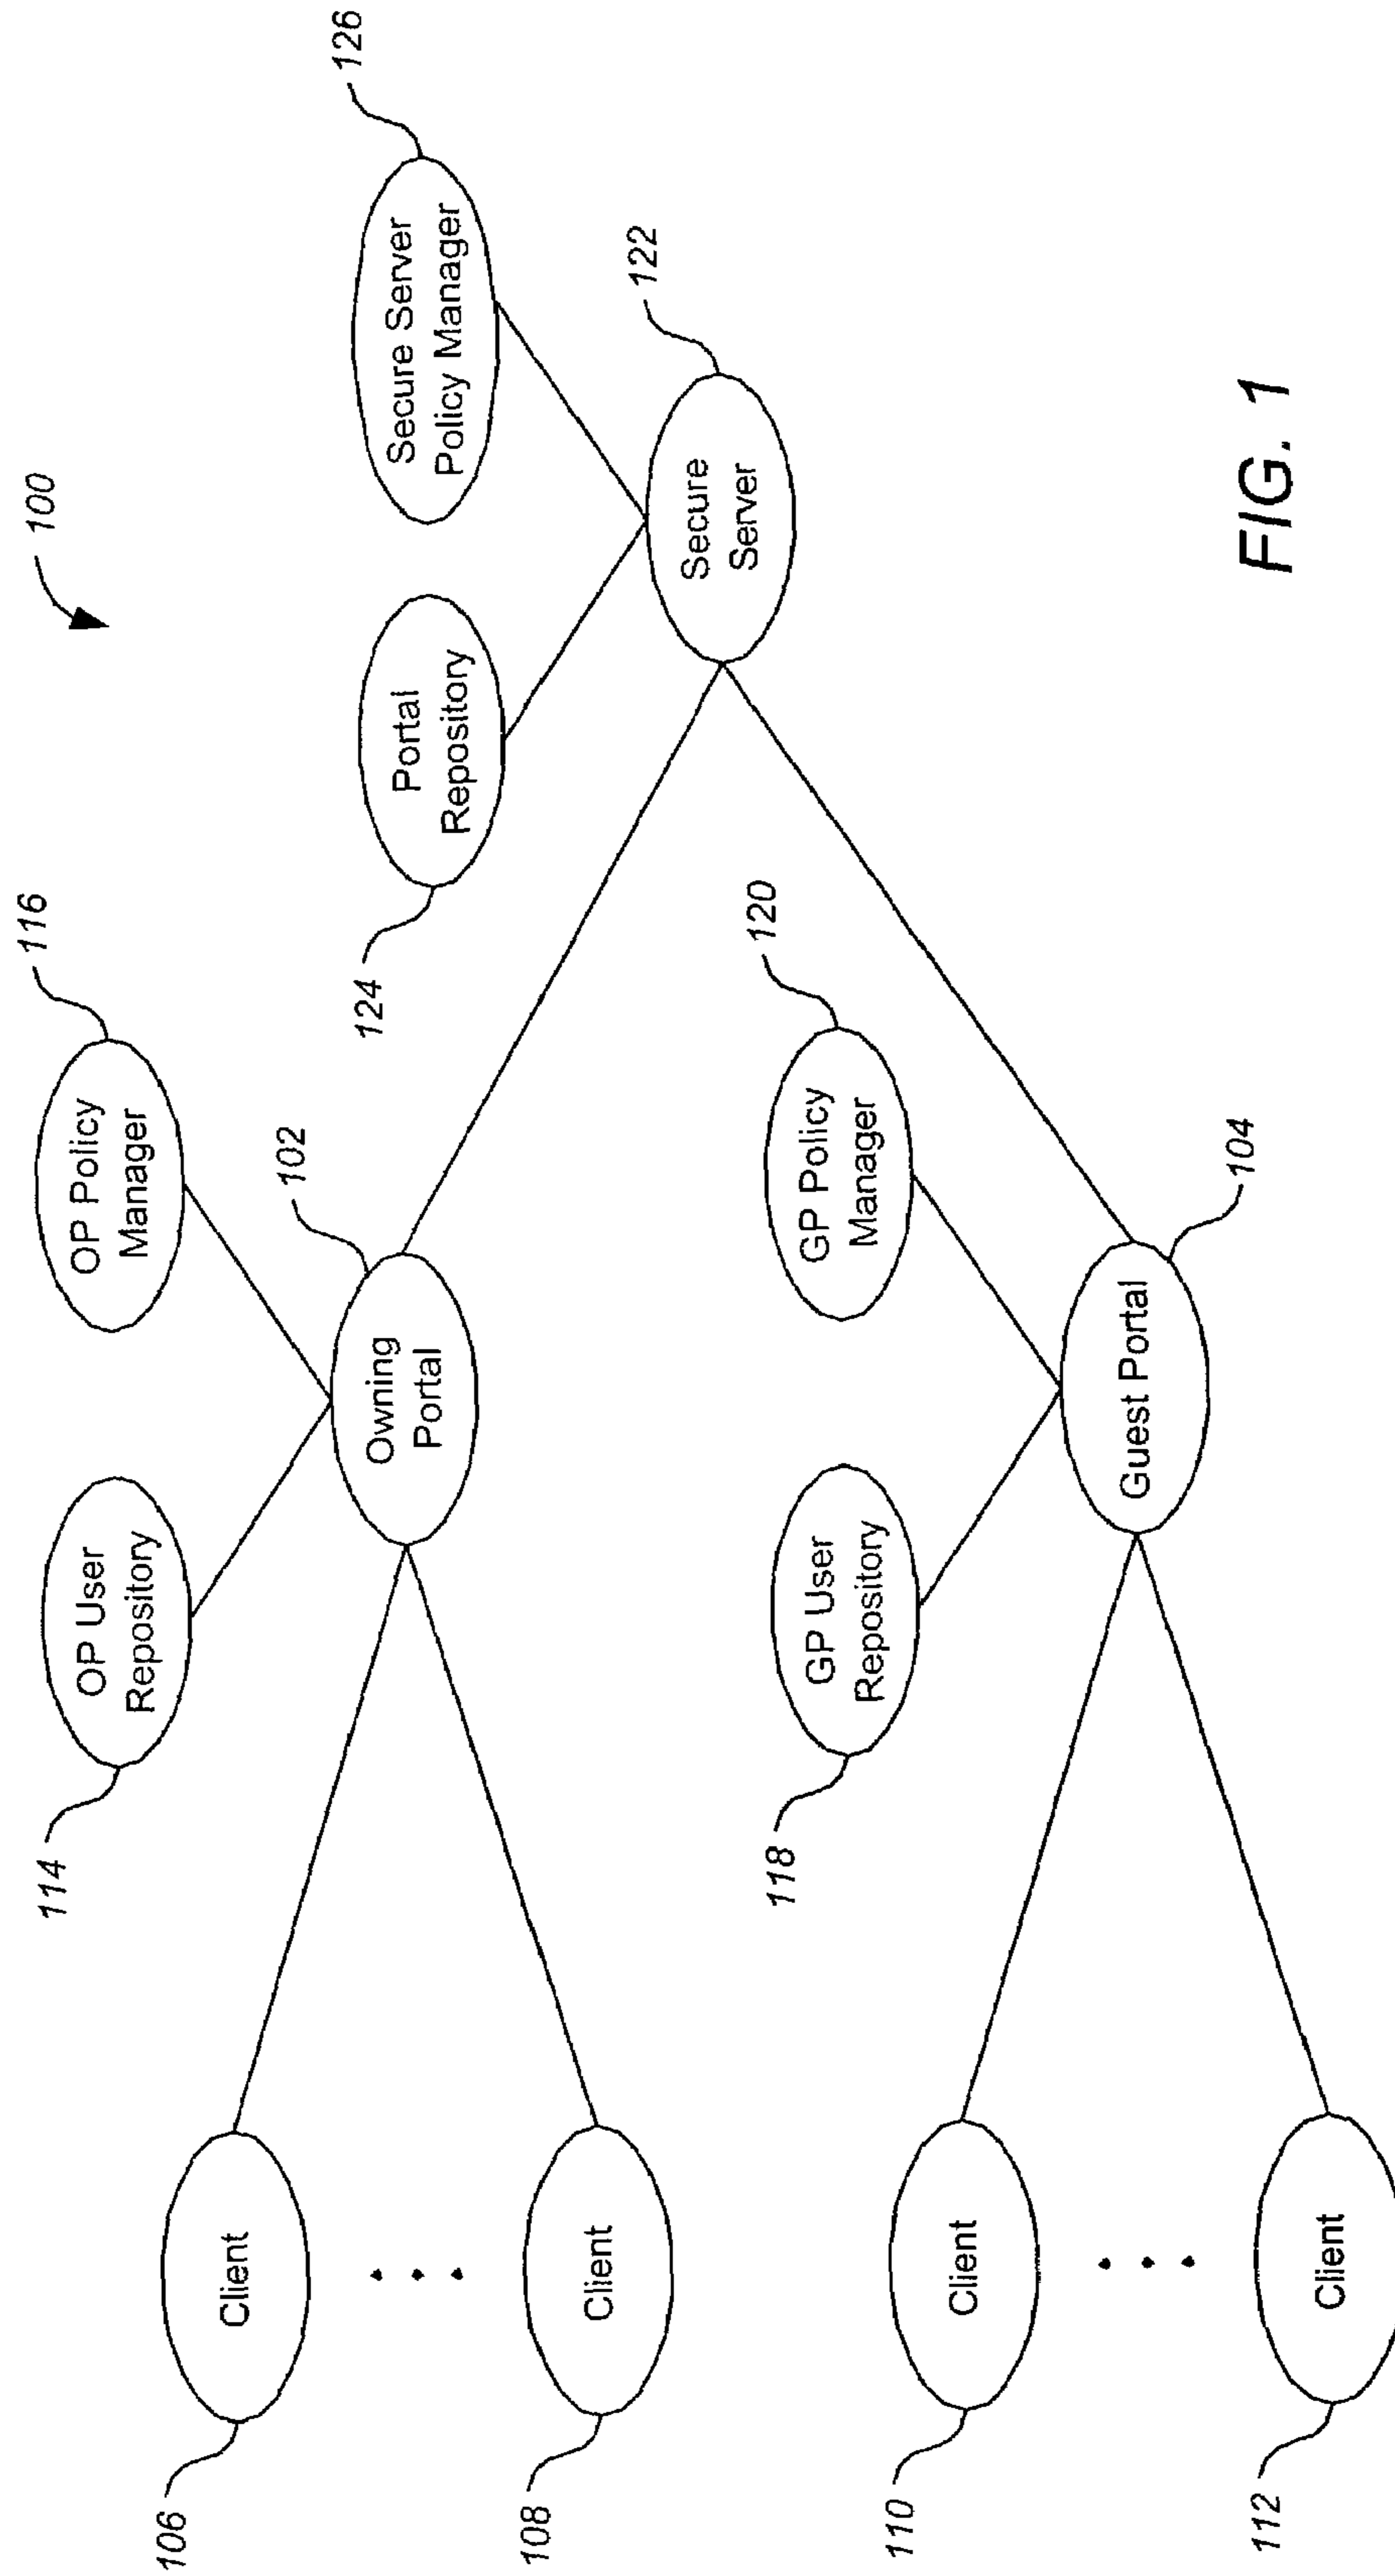 100
116
OP Policy
Manager
114
OP User
Repository
102
Owning
Portal
126
Secure Server
Policy Manager
124
Portal
Repository
122
Secure
Server
106
Client
108
Client
120
GP Policy
Manager
118
GP User
Repository
104
Guest Portal
110
Client
112
Client
FIG. 1